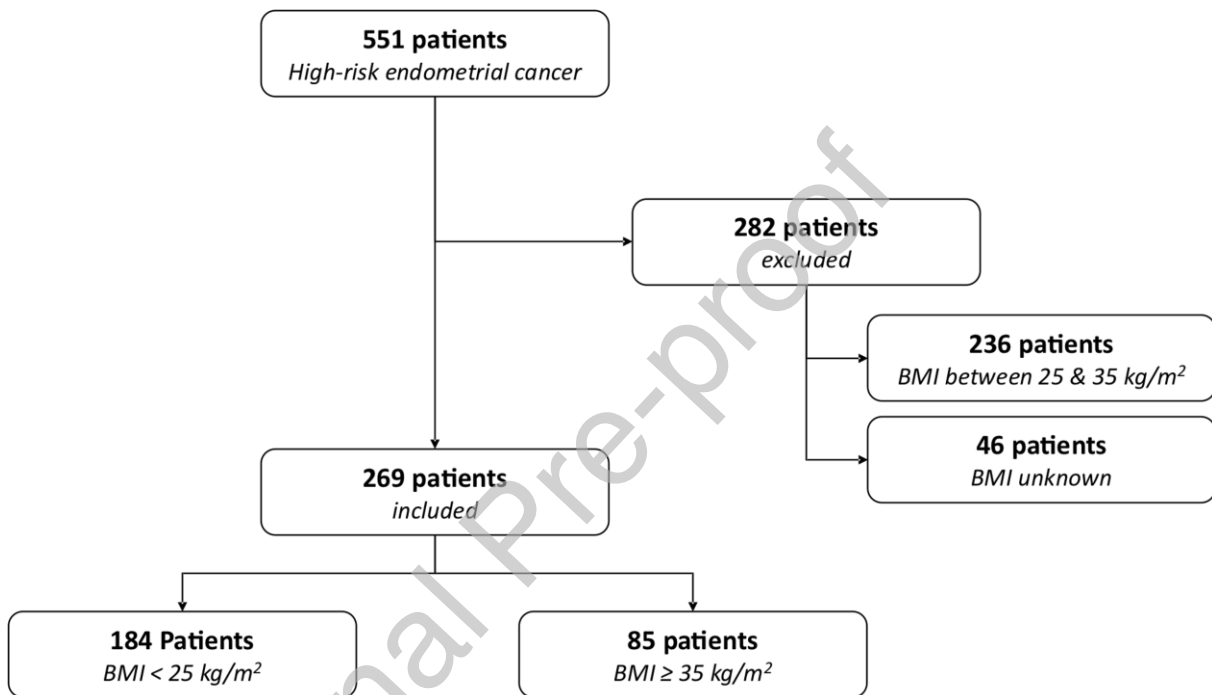 551 patients
High-risk endometrial cancer
282 patients
excluded
236 patients
BMI between 25 & 35 kg/m²
46 patients
BMI unknown
269 patients
included
184 Patients
BMI < 25 kg/m²
85 patients
BMI ≥ 35 kg/m²
nal Pre-proof